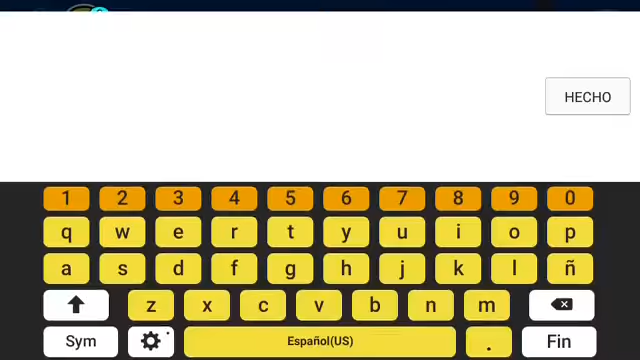 HECHO
1 2 3 4 5 6 7 8 9 0
q w e r t y u i o p
a s d f g h j k l ñ
z x c v b n m
Sym Español(US) . Fin